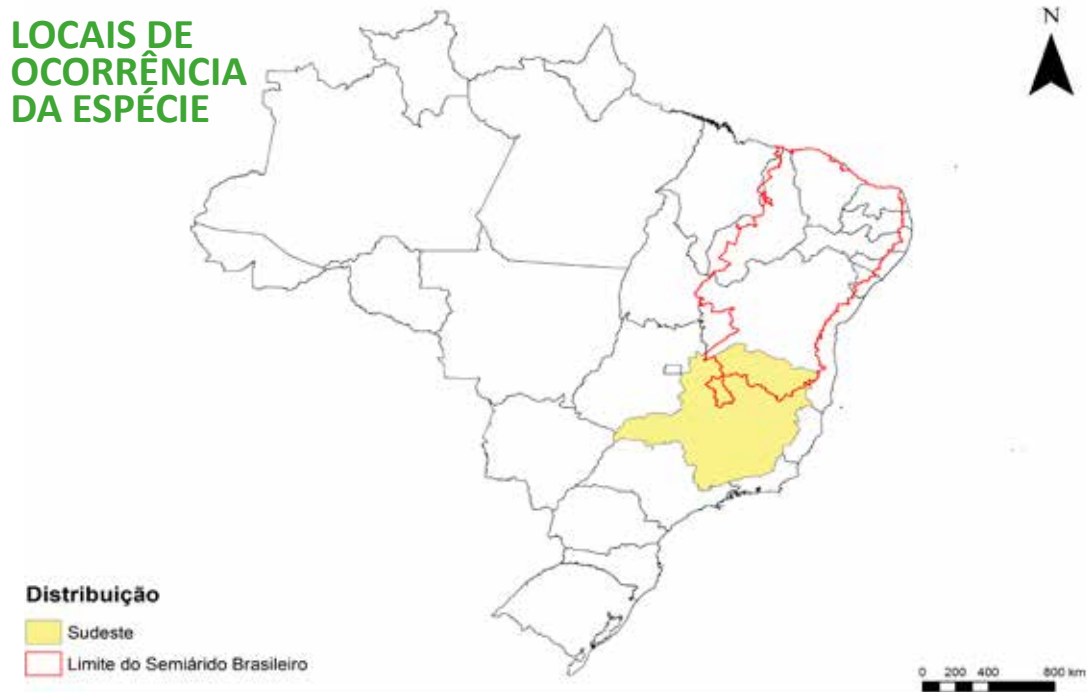 LOCAIS DE
OCORRÊNCIA
DA ESPÉCIE
N
Distribuição
Sudeste
Limite do Semiárido Brasileiro
0 200 400 800 km